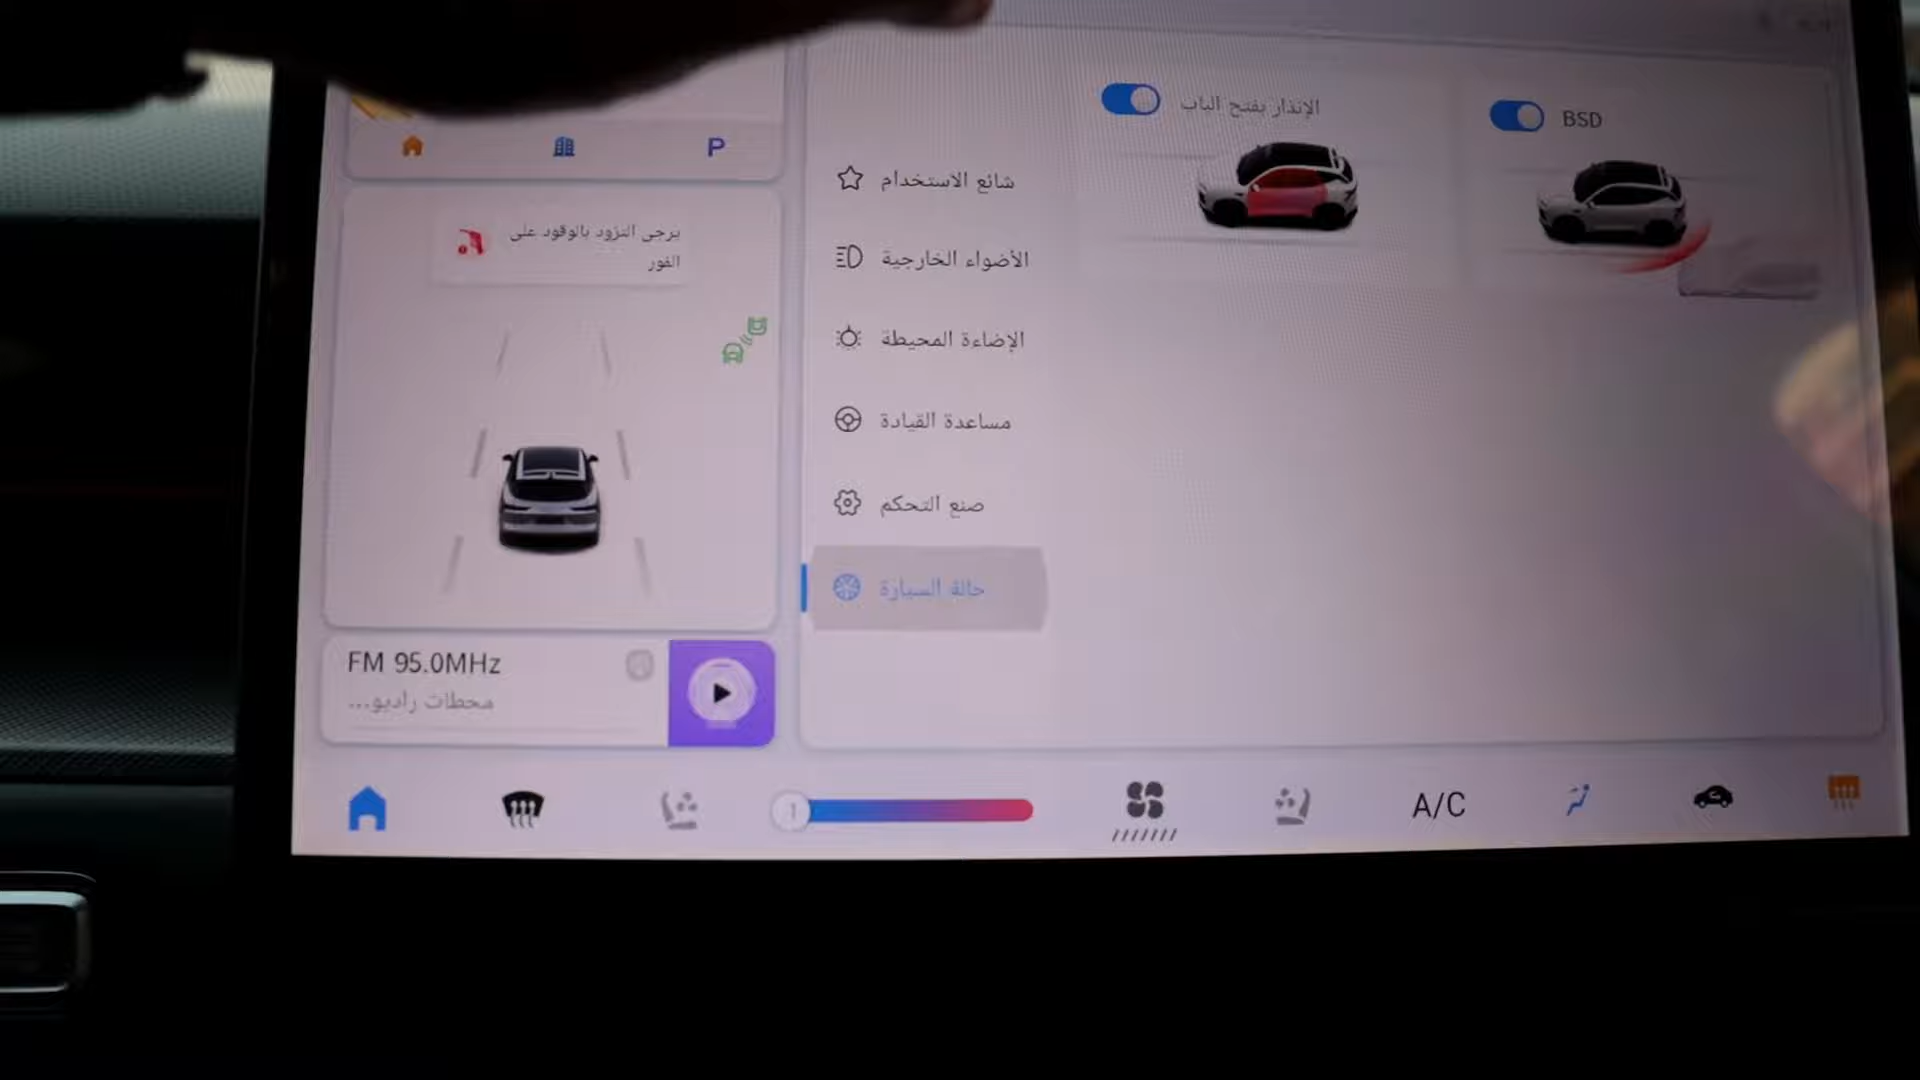 P
يرجى التزود بالوقود على
الفور
FM 95.0MHz
محطات راديو...
شائع الاستخدام
الأضواء الخارجية
الإضاءة المحيطة
مساعدة القيادة
صنع التحكم
حالة السيارة
الإنذار بفتح الباب
BSD
A/C